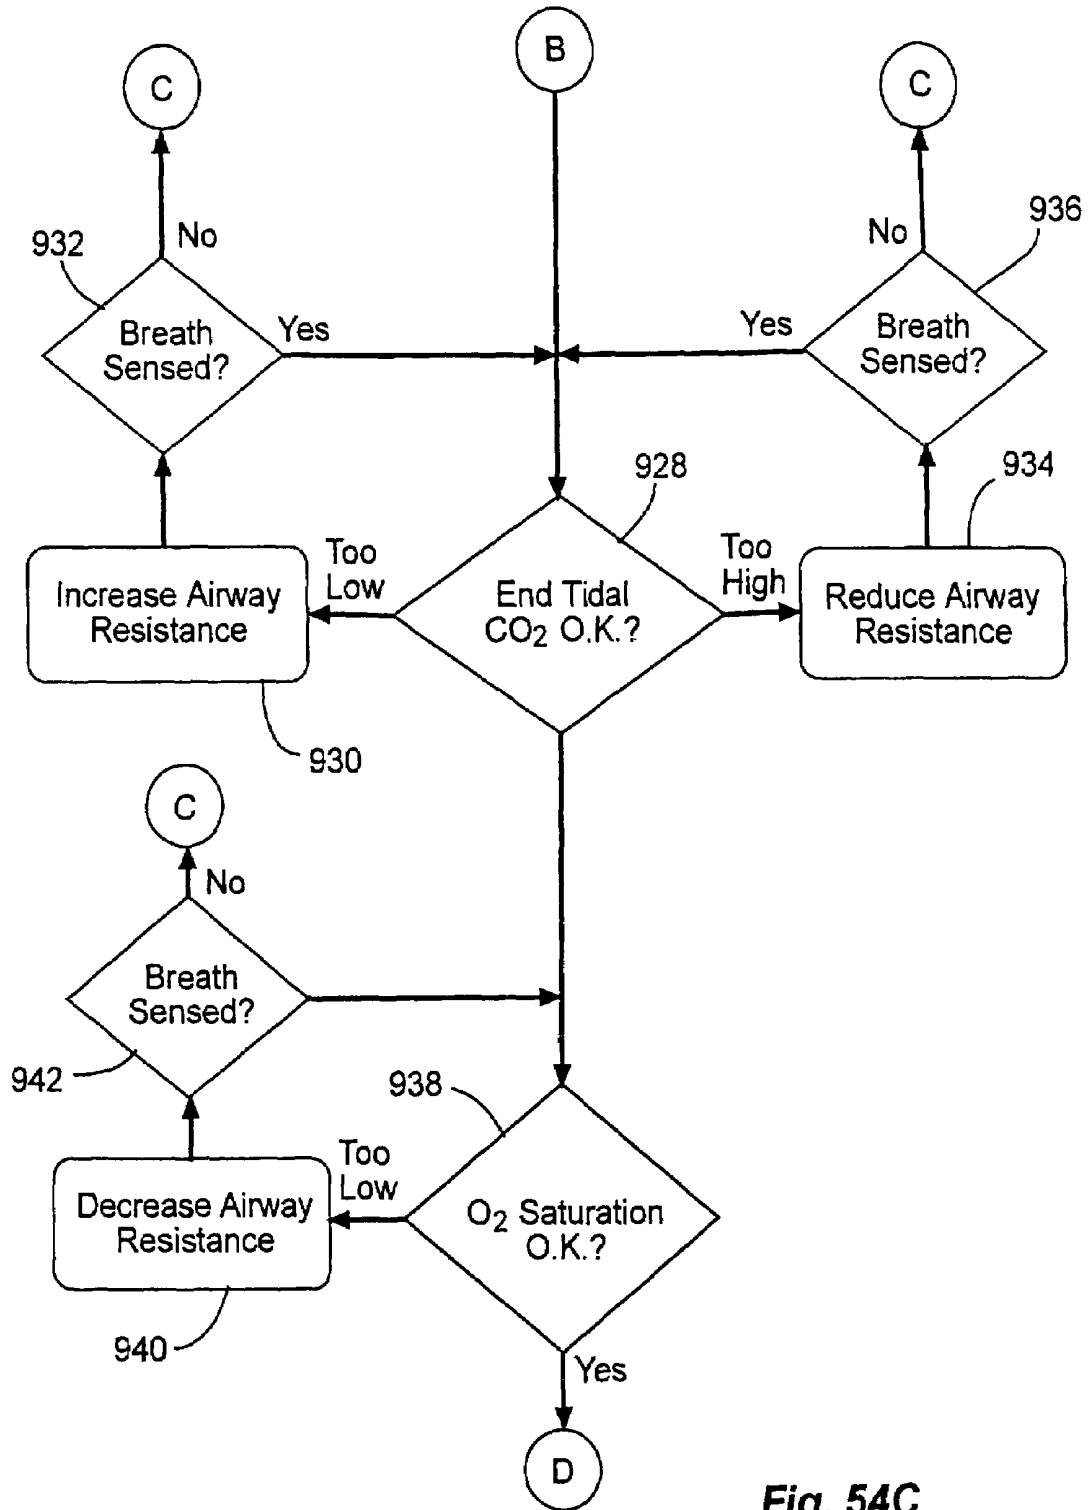 B
C
C
936
932
No
No
Breath
Sensed?
Yes
Yes
Breath
Sensed?
928
934
Too
Low
Too
High
Increase Airway
Resistance
End Tidal
CO2 O.K.?
Reduce Airway
Resistance
930
C
No
Breath
Sensed?
942
938
Too
Low
Decrease Airway
Resistance
O2 Saturation
O.K.?
940
Yes
D
Fig. 54C